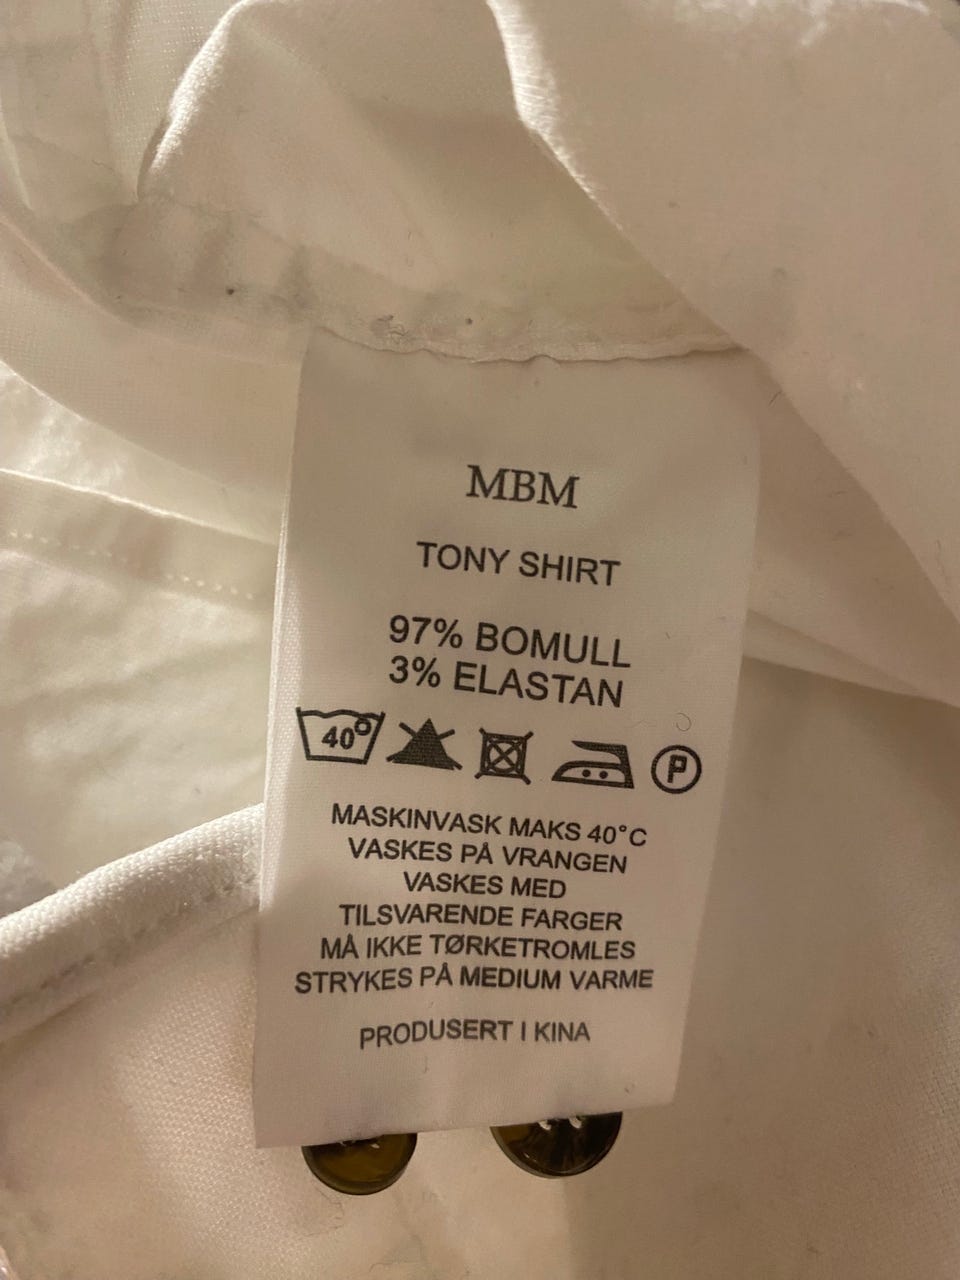 MBM
TONY SHIRT
97% BOMULL
3% ELASTAN
40° P
MASKINVASK MAKS 40°C
VASKES PÅ VRANGEN
VASKES MED
TILSVARENDE FARGER
MÅ IKKE TØRKETROMLES
STRYKES PÅ MEDIUM VARME
PRODUSERT I KINA